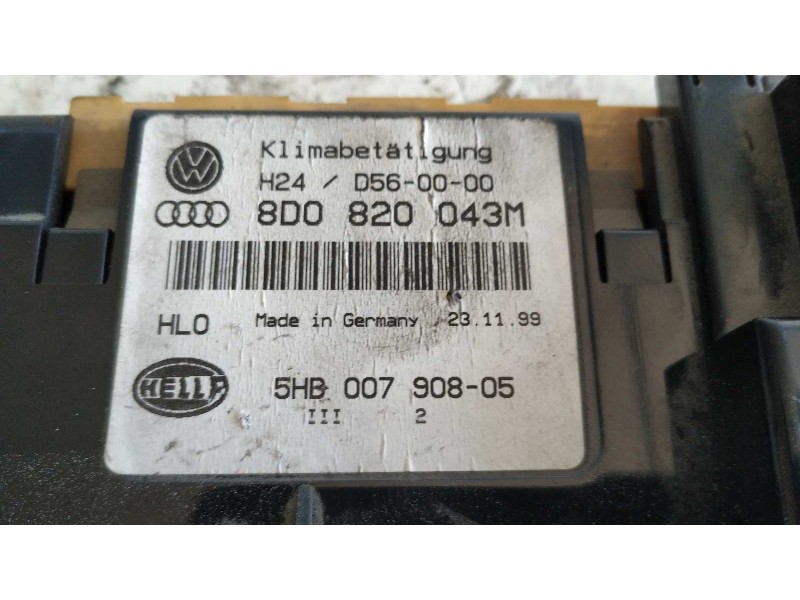 Klimabetätigung
H24 / D56-00-00
8D0 820 043M
HLO Made in Germany 23.11.99
HELLA 5HB 007 908-05
III 2